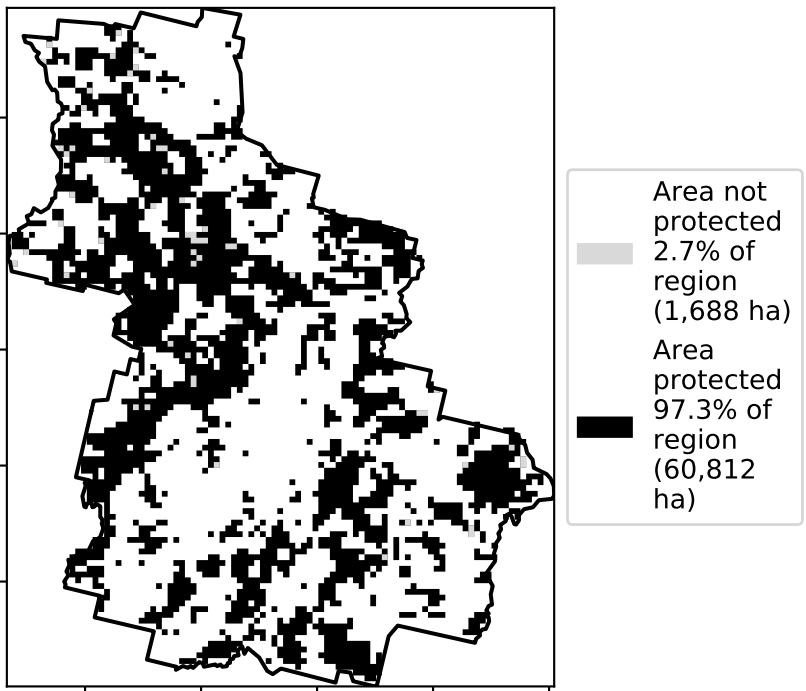 Area not
protected
2.7% of
region
(1,688 ha)
Area
protected
97.3% of
region
(60,812
ha)